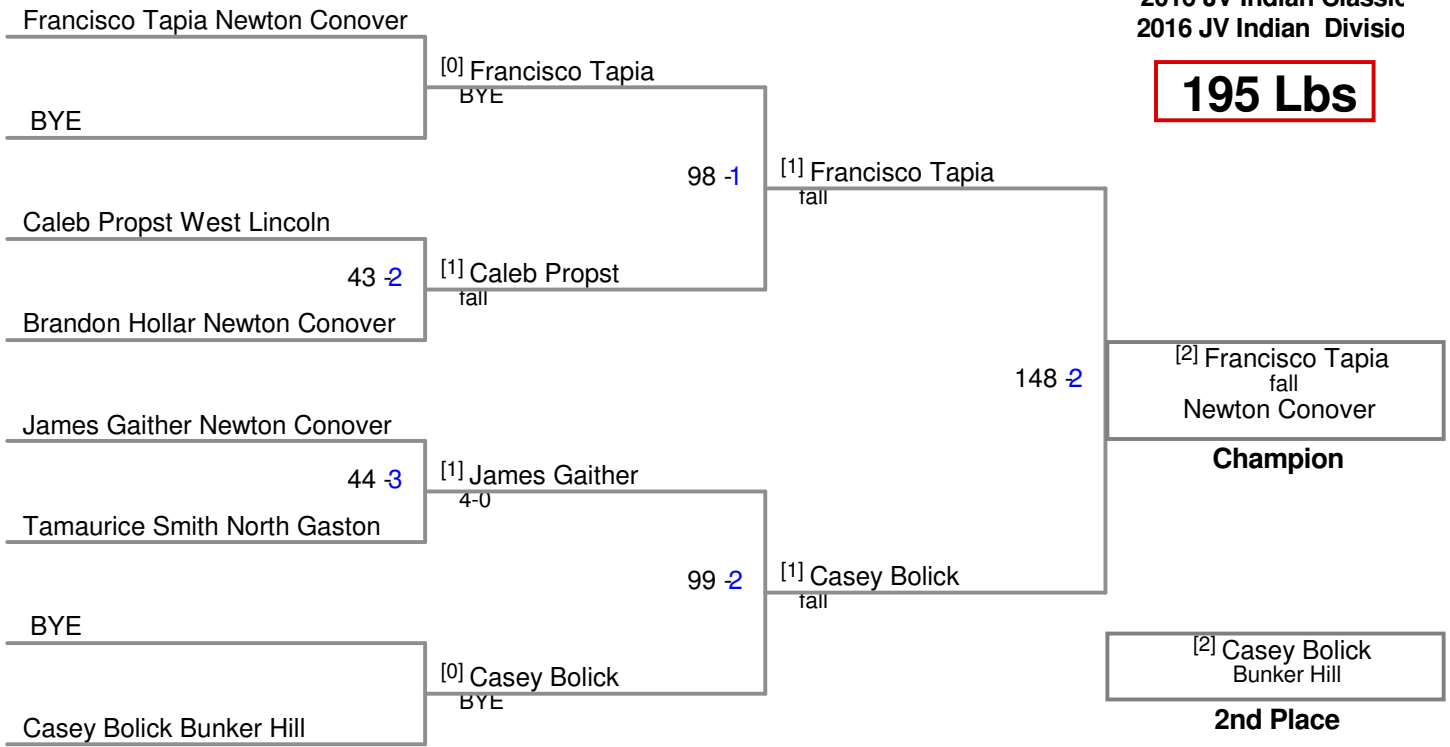 2016 JV Indian Classic
2016 JV Indian Divisio
195 Lbs
Francisco Tapia Newton Conover
[0] Francisco Tapia
BYE
BYE
98 -1
[1] Francisco Tapia
fall
Caleb Propst West Lincoln
43 -2
[1] Caleb Propst
fall
Brandon Hollar Newton Conover
148 -2
[2] Francisco Tapia
fall
Newton Conover
Champion
James Gaither Newton Conover
44 -3
[1] James Gaither
4-0
Tamaurice Smith North Gaston
99 -2
[1] Casey Bolick
fall
BYE
[0] Casey Bolick
BYE
Casey Bolick Bunker Hill
[2] Casey Bolick
Bunker Hill
2nd Place